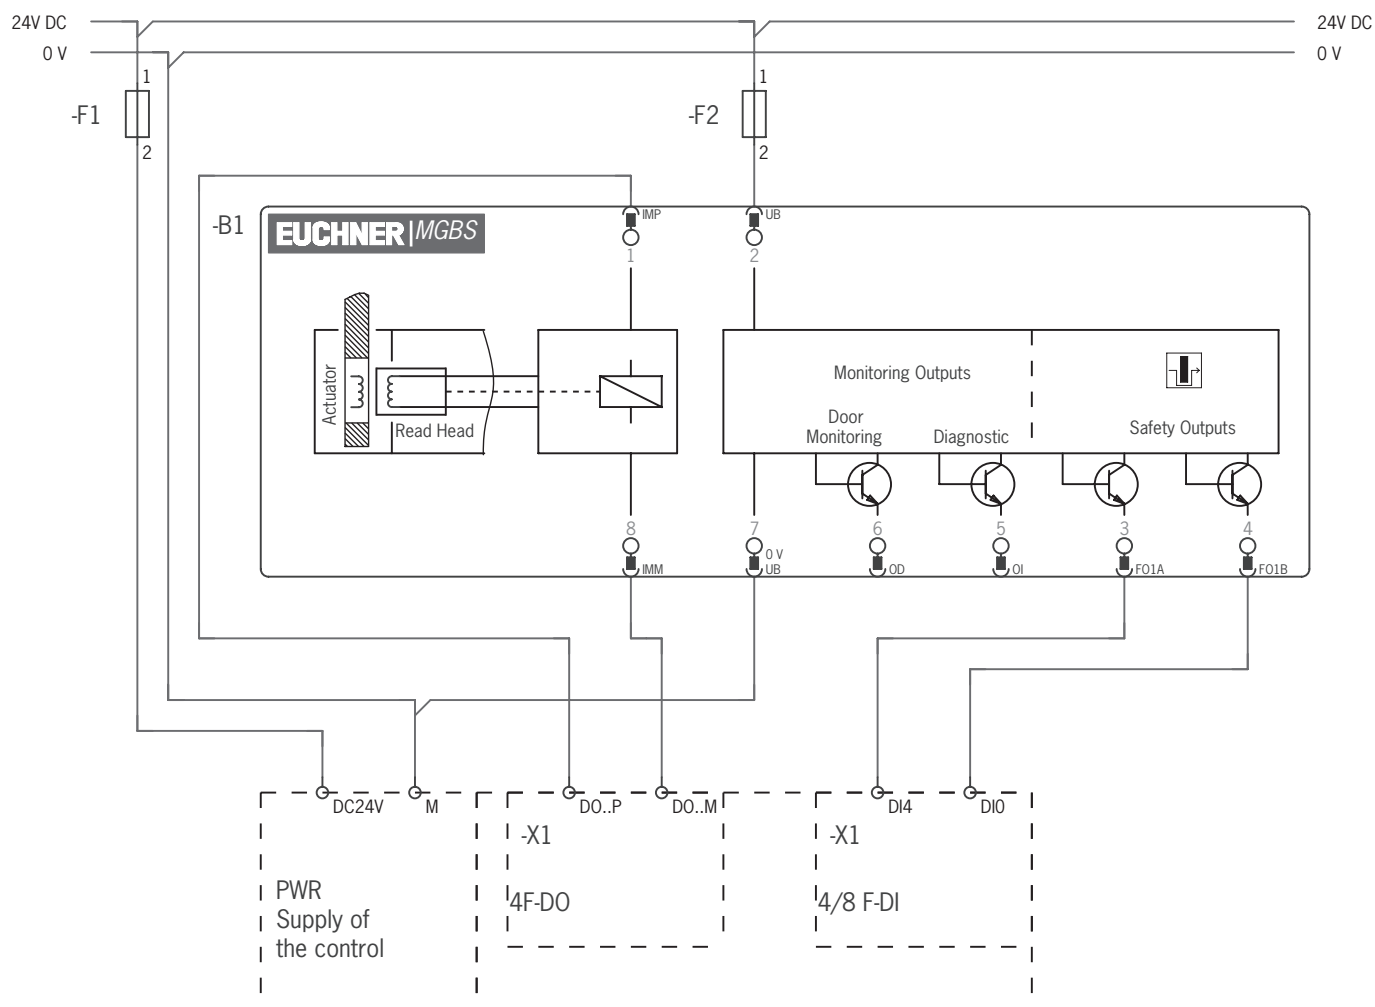 24V DC
24V DC
0 V
0 V
1
1
-F1
-F2
2
2
-B1
EUCHNER|MGBS
IMP
UB
1
2
Actuator
Read Head
Monitoring Outputs
Door
Monitoring
Diagnostic
Safety Outputs
8
7
6
5
3
4
0 V
IMM
UB
OD
OI
FO1A
FO1B
DC24V
M
DO..P
DO..M
DI4
DI0
-X1
-X1
PWR
Supply of
the control
4F-DO
4/8 F-DI